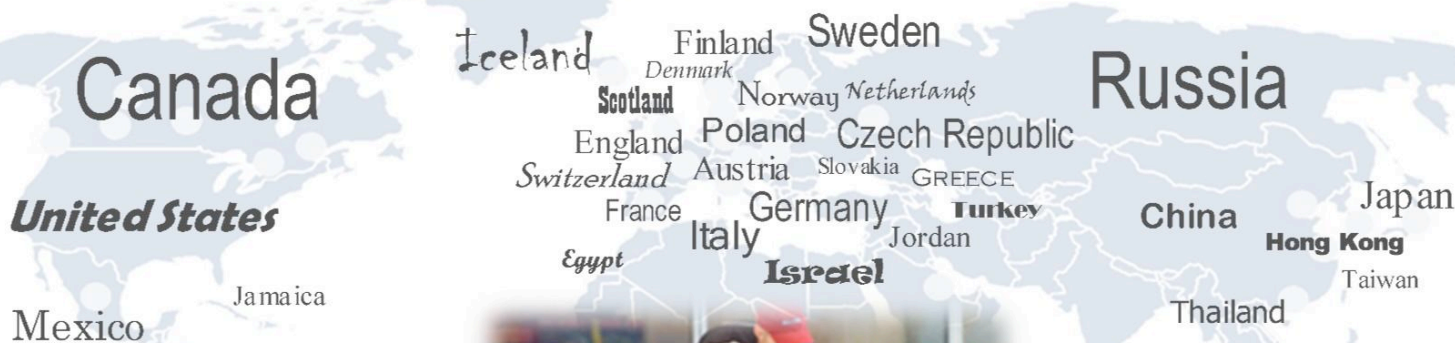 Canada
United States
Mexico
Jamaica
Iceland
Finland
Sweden
Denmark
Scotland
Norway
Netherlands
England
Poland
Czech Republic
Switzerland
Austria
Slovakia
GREECE
France
Germany
Turkey
Italy
Jordan
Egypt
Israel
Russia
China
Japan
Hong Kong
Taiwan
Thailand